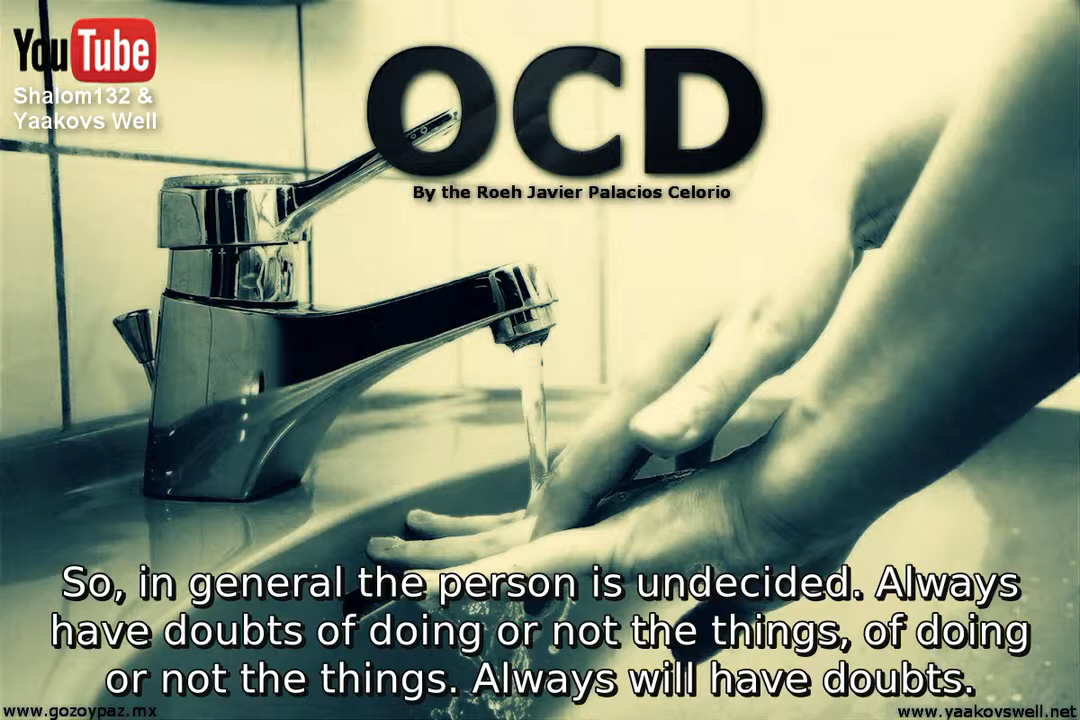 YouTube
Shalom132 &
Yaakovs Well
OCD
By the Roeh Javier Palacios Celorio
So, in general the person is undecided. Always
have doubts of doing or not the things, of doing
or not the things. Always will have doubts.
www.gozoypaz.mx
www.yaakovswell.net